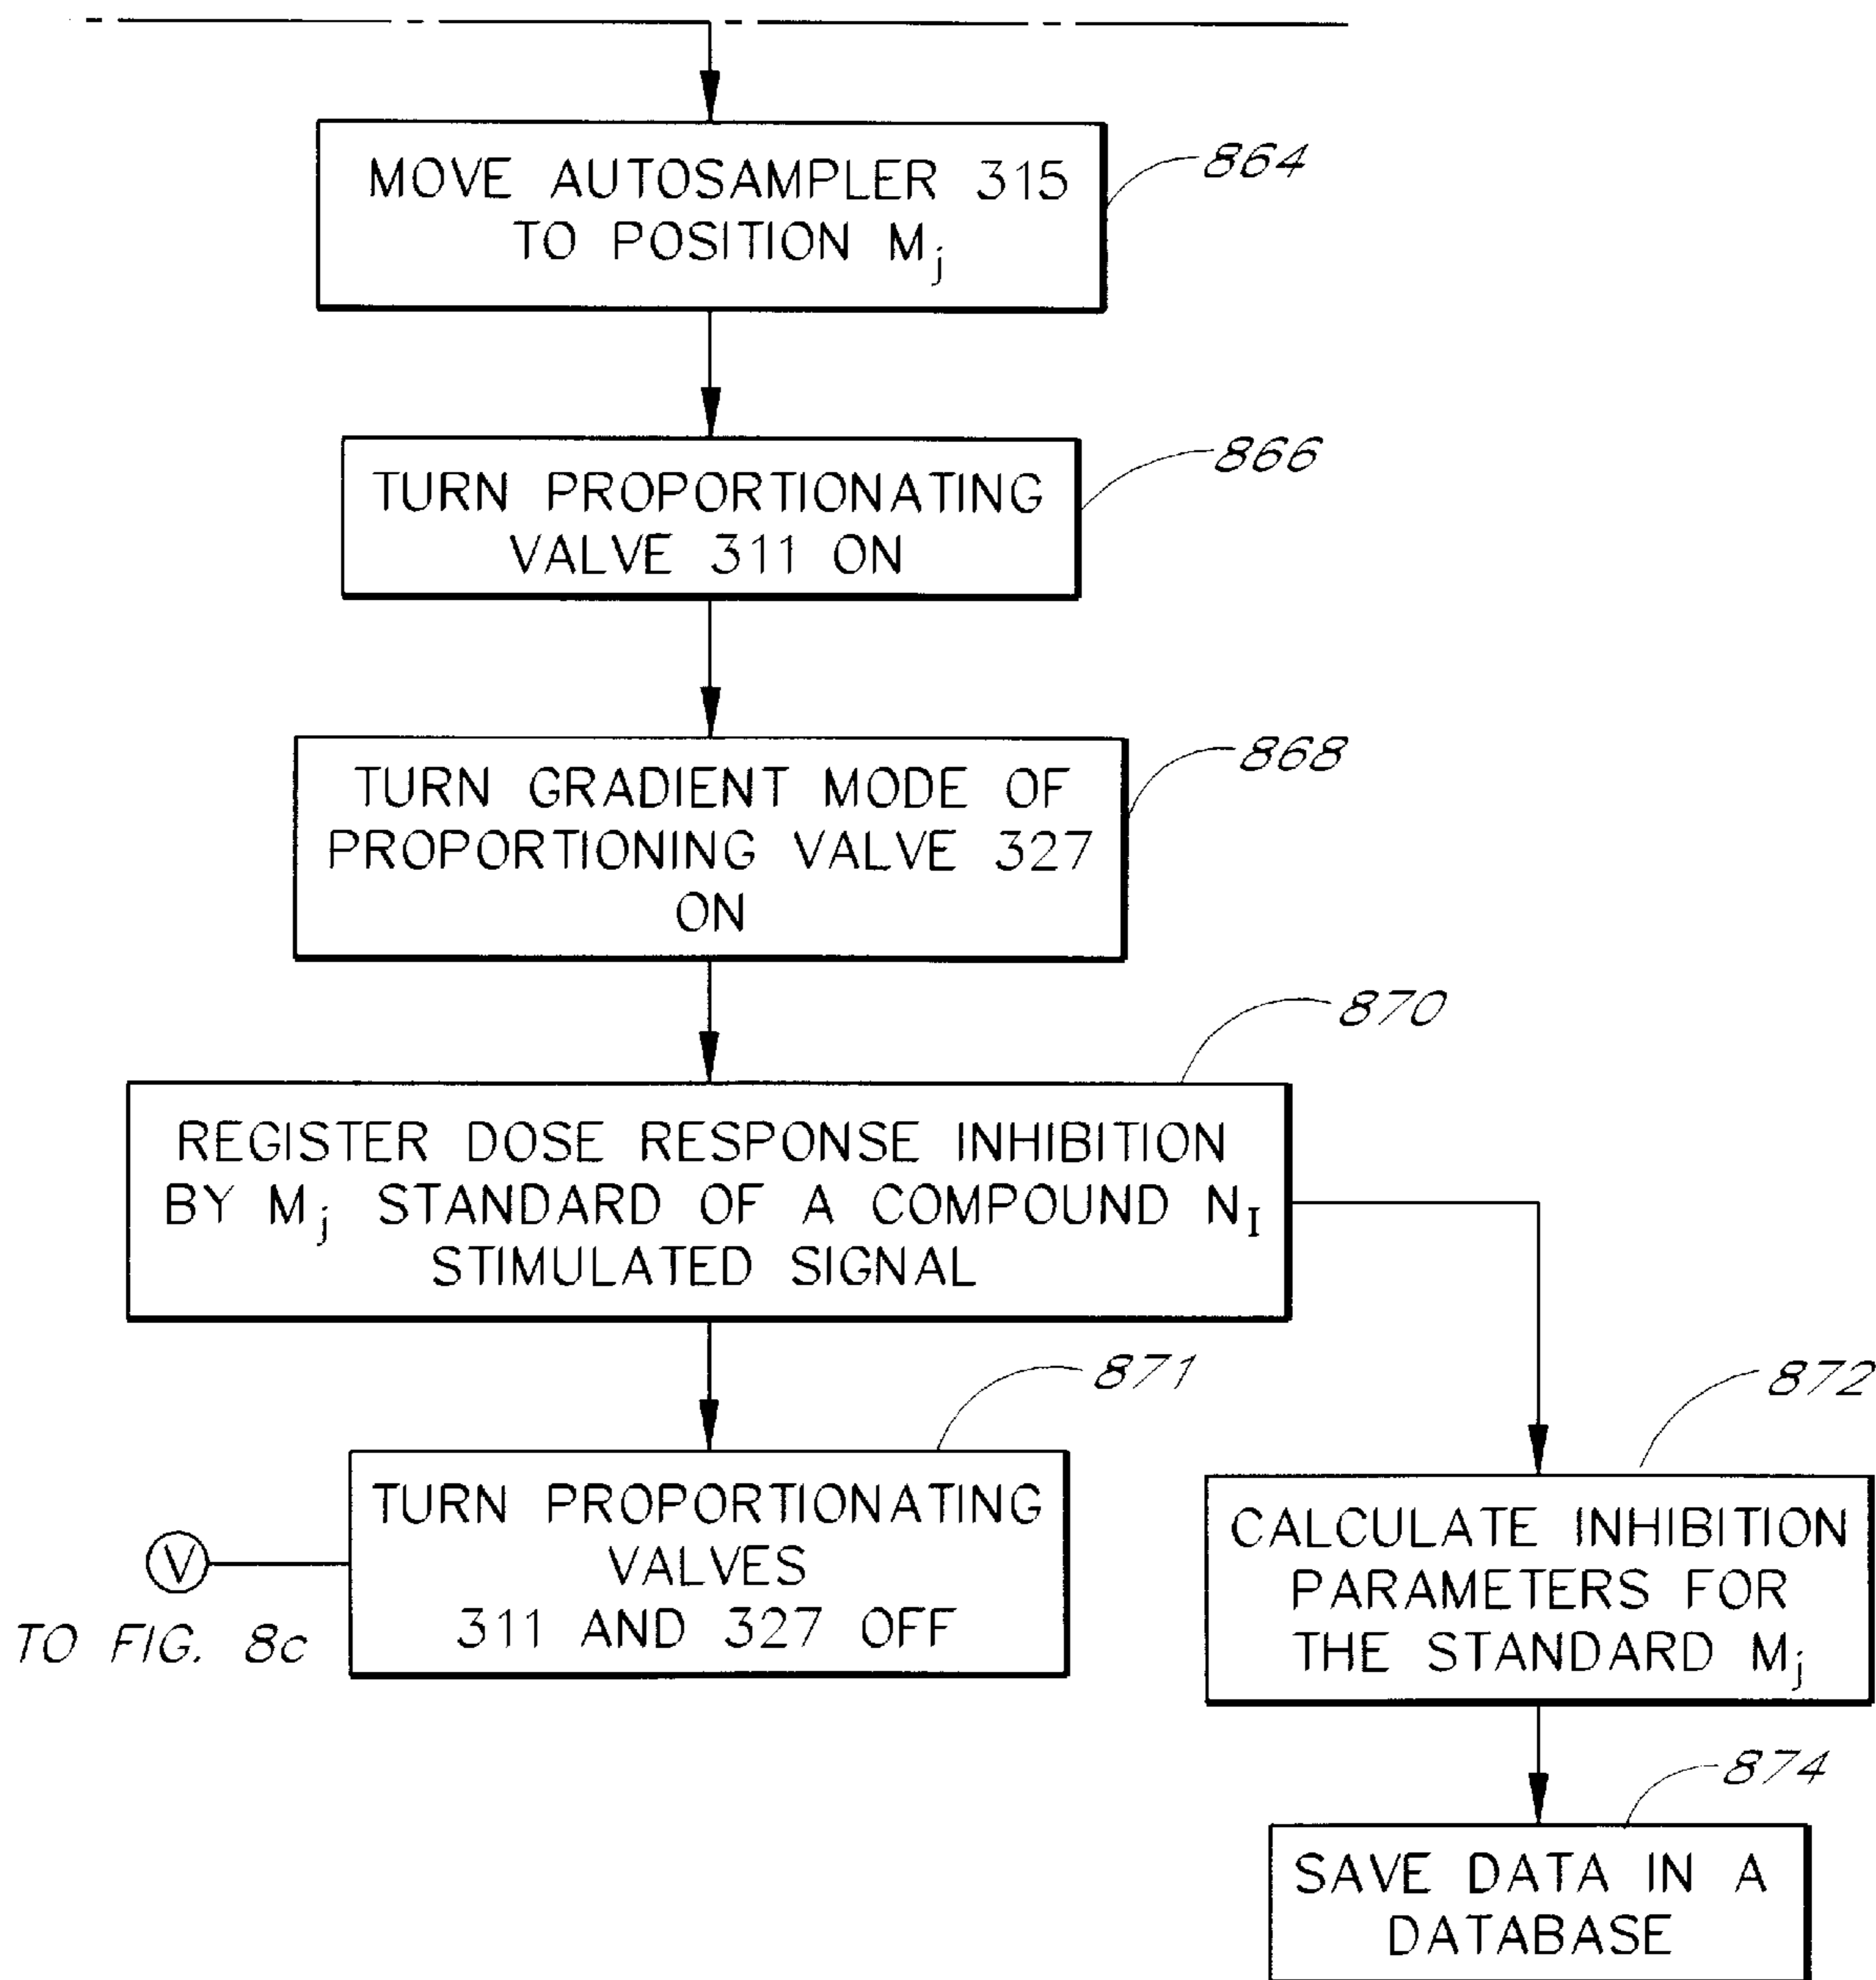 MOVE AUTOSAMPLER 315
TO POSITION Mj
864
TURN PROPORTIONATING
VALVE 311 ON
866
TURN GRADIENT MODE OF
PROPORTIONING VALVE 327
ON
868
REGISTER DOSE RESPONSE INHIBITION
BY Mj STANDARD OF A COMPOUND NI
STIMULATED SIGNAL
870
TURN PROPORTIONATING
VALVES
311 AND 327 OFF
871
V
TO FIG. 8c
CALCULATE INHIBITION
PARAMETERS FOR
THE STANDARD Mj
872
SAVE DATA IN A
DATABASE
874